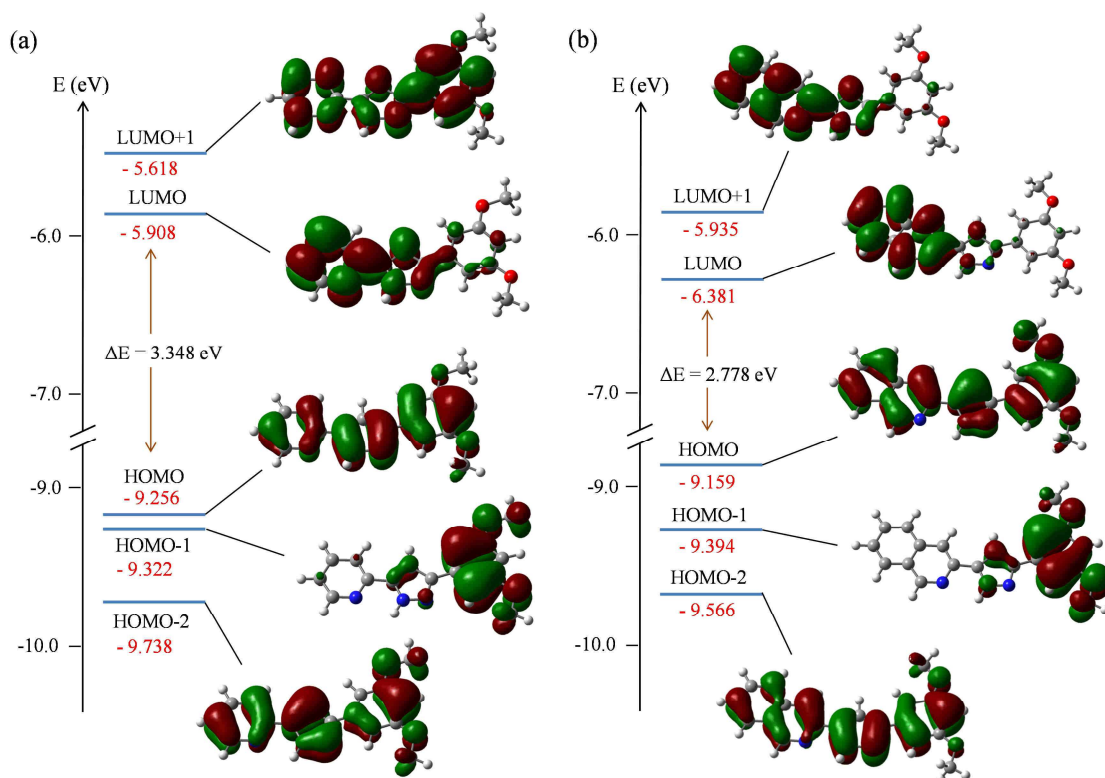 (a)
E (eV)
LUMO+1
- 5.618
LUMO
-5.908
-6.0
ΔE = 3.348 eV
-7.0
HOMO
-9.0
- 9.256
HOMO-1
- 9.322
HOMO-2
- 9.738
-10.0
(b)
E (eV)
LUMO+1
- 5.935
-6.0
LUMO
- 6.381
ΔE = 2.778 eV
-7.0
HOMO
-9.0
- 9.159
HOMO-1
- 9.394
HOMO-2
- 9.566
-10.0